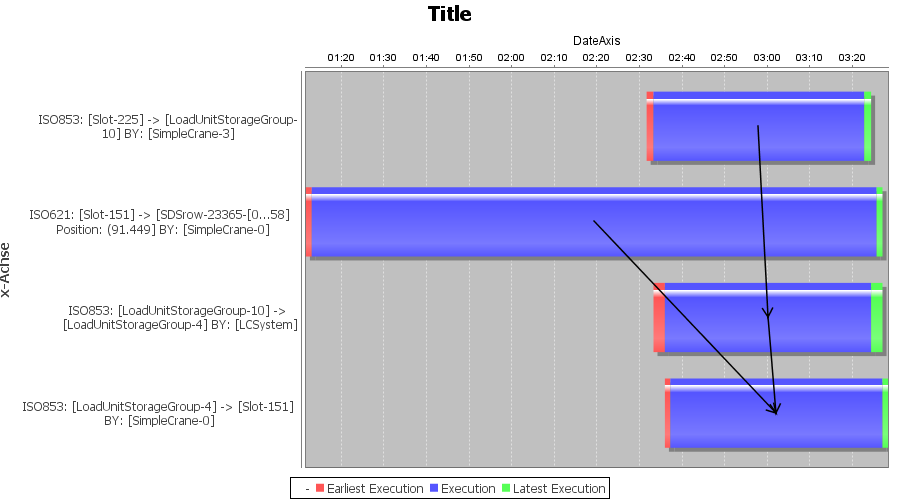 Title
DateAxis
01:20 01:30 01:40 01:50 02:00 02:10 02:20 02:30 02:40 02:50 03:00 03:10 03:20
x-Achse
ISO853: [Slot-225] -> [LoadUnitStorageGroup-
10] BY: [SimpleCrane-3]
ISO621: [Slot-151] -> [SDSrow-23365-[0...58]
Position: (91.449] BY: [SimpleCrane-0]
ISO853: [LoadUnitStorageGroup-10] ->
[LoadUnitStorageGroup-4] BY: [LCSystem]
ISO853: [LoadUnitStorageGroup-4] -> [Slot-151]
BY: [SimpleCrane-0]
- Earliest Execution Execution Latest Execution